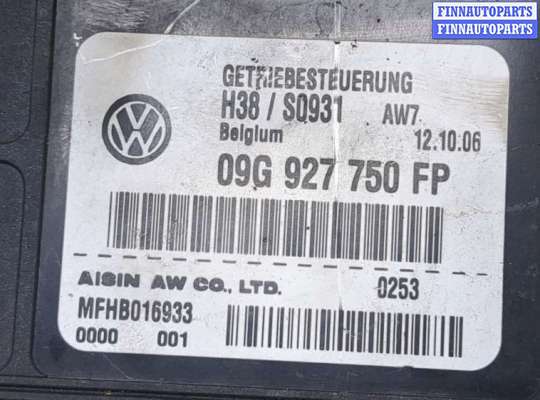 FINNAUTOPARTS
FINNAUTOPARTS
GETRIEBESTEUERUNG
H38 / S0931 AW7
Belgium 12.10.06
09G 927 750 FP
AISIN AW CO., LTD. 0253
MFHB016933
0000 001